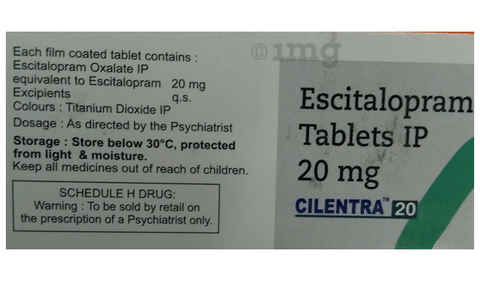 Each film coated tablet contains :
Escitalopram Oxalate IP
equivalent to Escitalopram 20 mg
Excipients q.s.
Colours : Titanium Dioxide IP
Dosage : As directed by the Psychiatrist
Storage : Store below 30°C, protected
from light & moisture.
Keep all medicines out of reach of children.
SCHEDULE H DRUG:
Warning : To be sold by retail on
the prescription of a Psychiatrist only.
©1mg
Escitalopram
Tablets IP
20 mg
CILENTRA™ 20